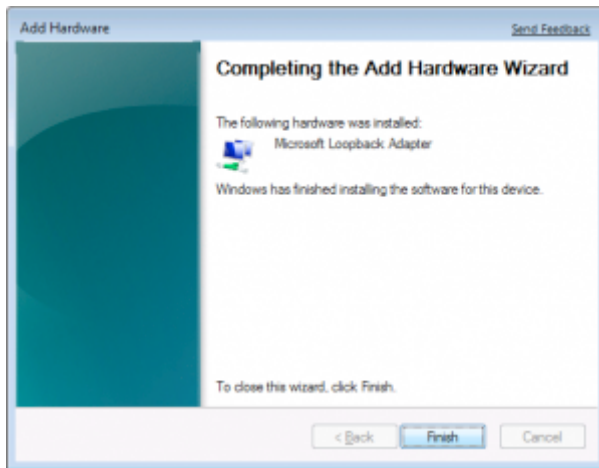 Add Hardware
Send Feedback
Completing the Add Hardware Wizard
The following hardware was installed:
Microsoft Loopback Adapter
Windows has finished installing the software for this device.
To close this wizard, click Finish.
< Back
Finish
Cancel